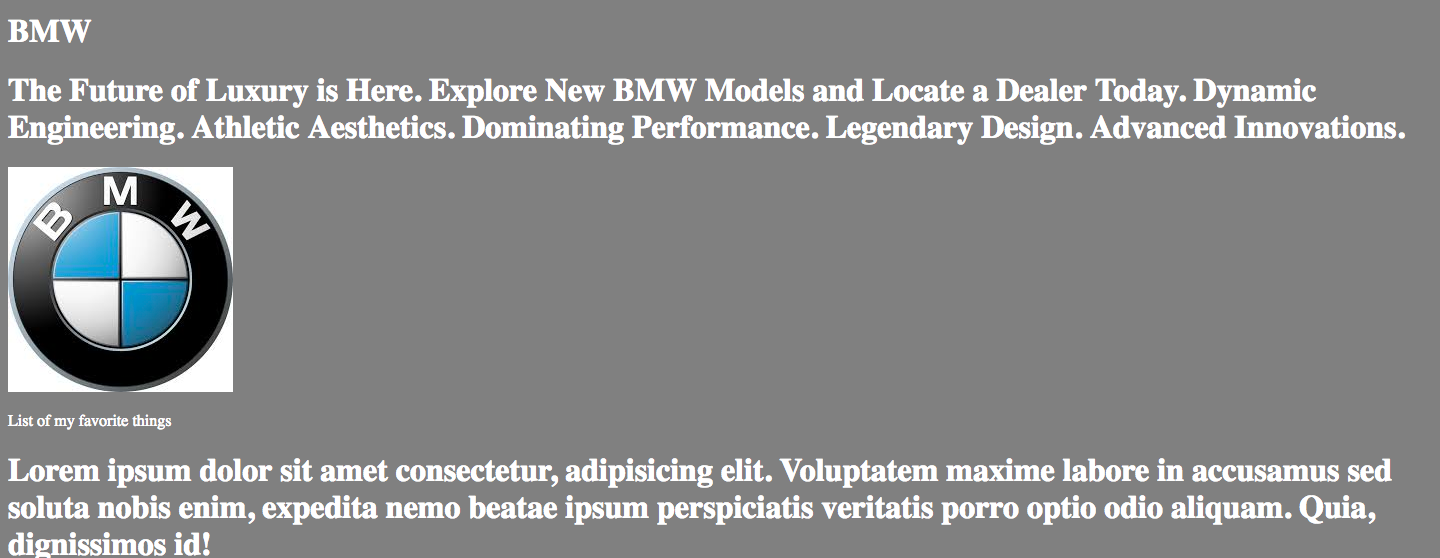 BMW
The Future of Luxury is Here. Explore New BMW Models and Locate a Dealer Today. Dynamic
Engineering. Athletic Aesthetics. Dominating Performance. Legendary Design. Advanced Innovations.
B M W
List of my favorite things
Lorem ipsum dolor sit amet consectetur, adipisicing elit. Voluptatem maxime labore in accusamus sed
soluta nobis enim, expedita nemo beatae ipsum perspiciatis veritatis porro optio odio aliquam. Quia,
dignissimos id!